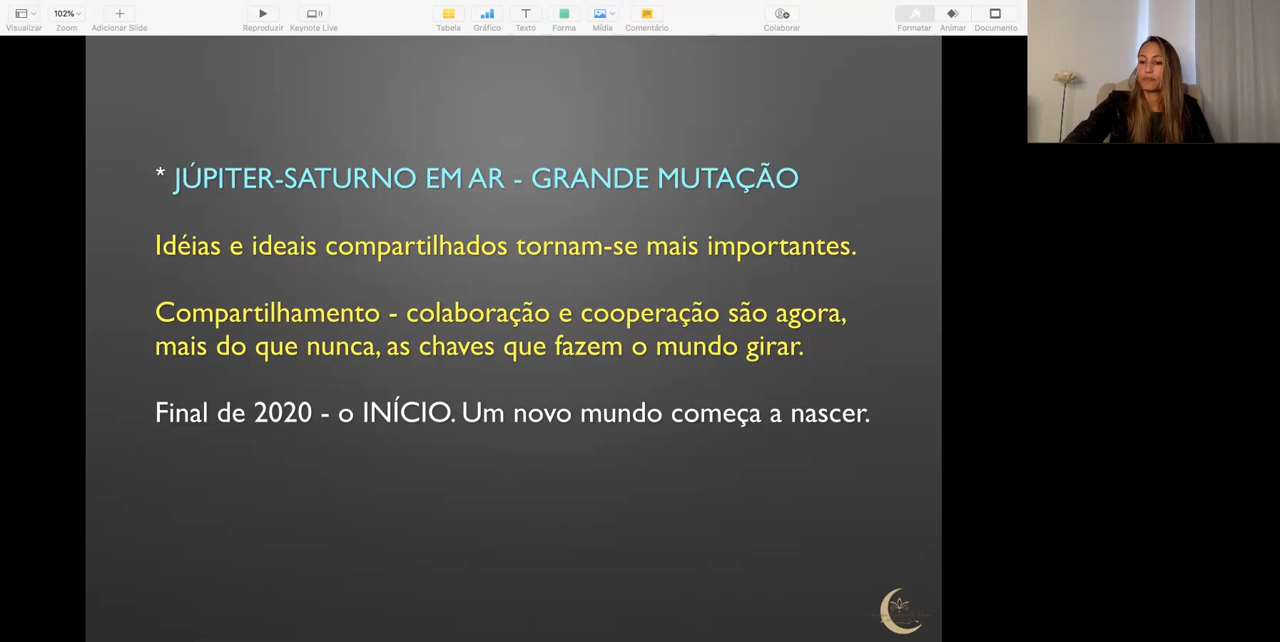 102%
Visualizar
Zoom
Adicionar Slide
Reproduzir
Keynote Live
Tabela
Gráfico
Texto
Forma
Mídia
Comentário
Colaborar
Formatar
Animar
Documento
* JÚPITER-SATURNO EM AR - GRANDE MUTAÇÃO
Idéias e ideais compartilhados tornam-se mais importantes.
Compartilhamento - colaboração e cooperação são agora,
mais do que nunca, as chaves que fazem o mundo girar.
Final de 2020 - o INÍCIO. Um novo mundo começa a nascer.